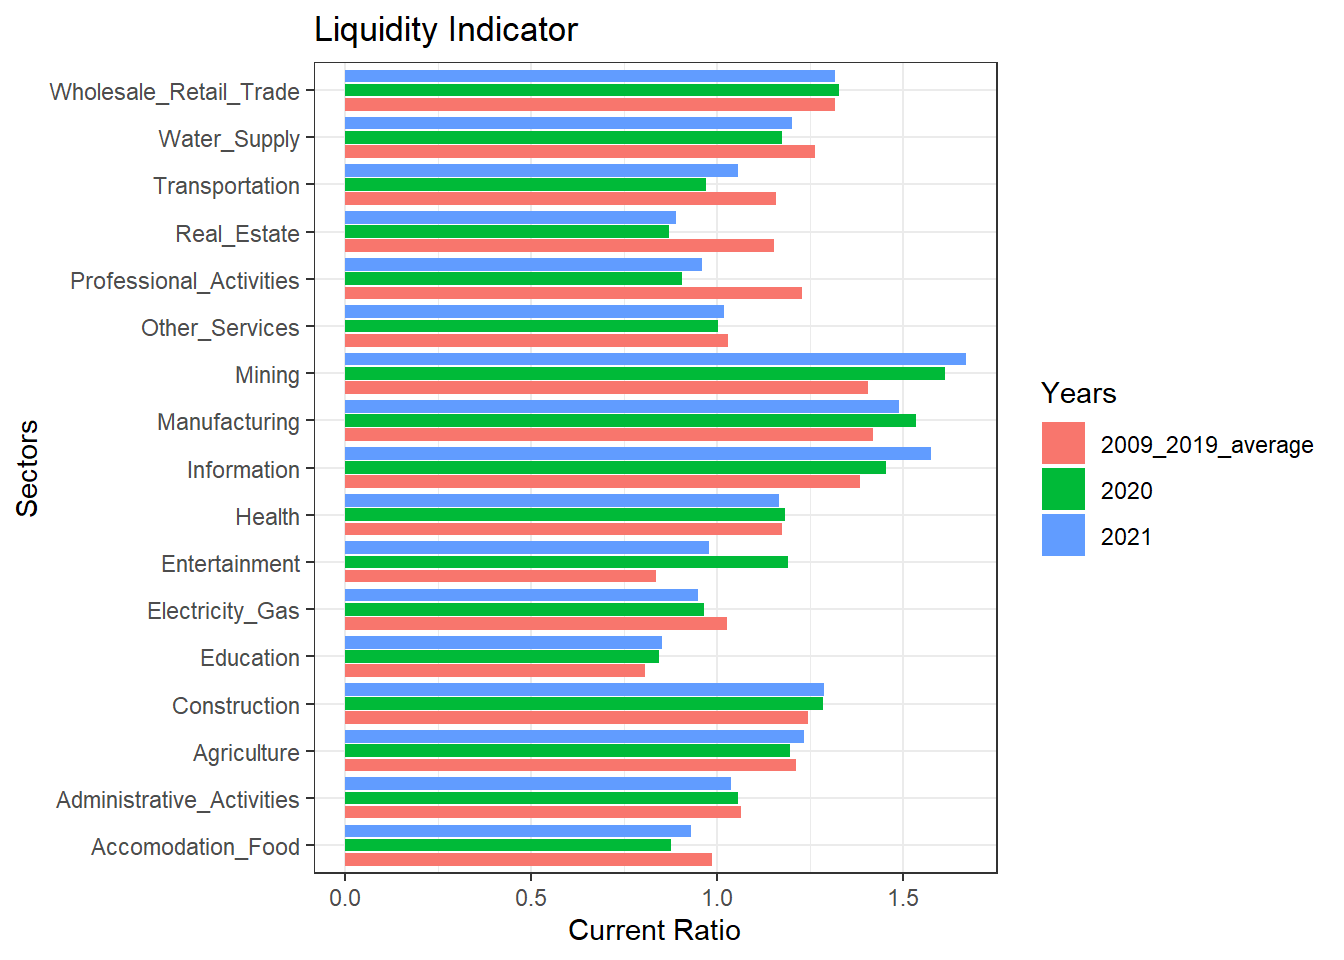 Liquidity Indicator
Wholesale_Retail_Trade
Water_Supply
Transportation
Real_Estate
Professional_Activities
Other_Services
Mining
Manufacturing
Information
Health
Entertainment
Electricity_Gas
Education
Construction
Agriculture
Administrative_Activities
Accomodation_Food
Sectors
0.0 0.5 1.0 1.5
Current Ratio
Years
2009_2019_average
2020
2021